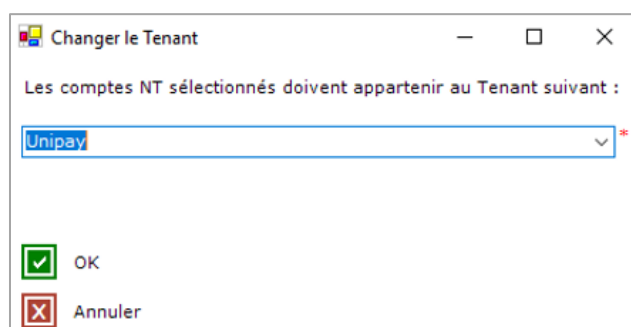 Changer le Tenant
Les comptes NT sélectionnés doivent appartenir au Tenant suivant :
Unipay
*
OK
Annuler